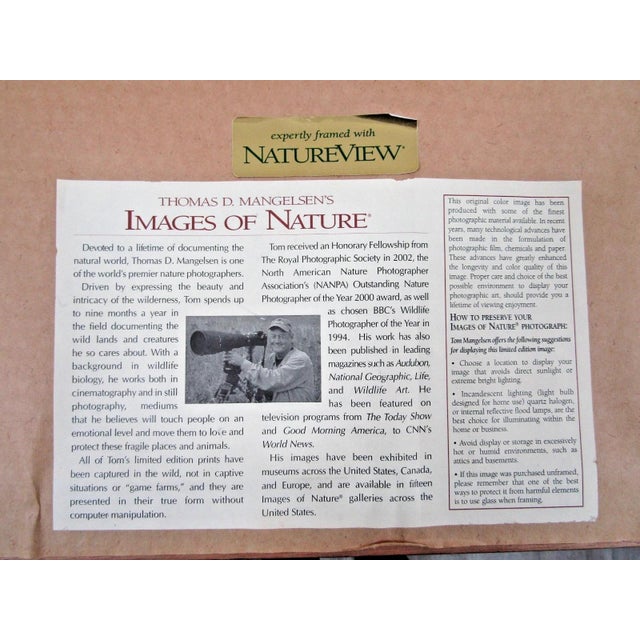 expertly framed with
NATUREVIEW®
THOMAS D. MANGELSEN'S
IMAGES OF NATURE®
Devoted to a lifetime of documenting the
natural world, Thomas D. Mangelsen is one
of the world's premier nature photographers.
Driven by expressing the beauty and
intricacy of the wilderness, Tom spends up
to nine months a year in
the field documenting the
wild lands and creatures
he so cares about. With a
background in wildlife
biology, he works both in
cinematography and in still
photography, mediums
that he believes will touch people on an
emotional level and move them to love and
protect these fragile places and animals.
All of Tom's limited edition prints have
been captured in the wild, not in captive
situations or "game farms," and they are
presented in their true form without
computer manipulation.
Tom received an Honorary Fellowship from
The Royal Photographic Society in 2002, the
North American Nature Photographer
Association's (NANPA) Outstanding Nature
Photographer of the Year 2000 award, as well
as chosen BBC's Wildlife
Photographer of the Year in
1994. His work has also
been published in leading
magazines such as Audubon,
National Geographic, Life,
and Wildlife Art. He
has been featured on
television programs from The Today Show
and Good Morning America, to CNN's
World News.
His images have been exhibited in
museums across the United States, Canada,
and Europe, and are available in fifteen
Images of Nature® galleries across the
United States.
This original color image has been
produced with some of the finest
photographic material available. In recent
years, many technological advances have
been made in the formulation of
photographic film, chemicals and paper.
These advances have greatly enhanced
the longevity and color quality of this
image. Proper care and choice of the best
possible environment to display your
photographic art, should provide you a
lifetime of viewing enjoyment.
HOW TO PRESERVE YOUR
IMAGES OF NATURE® PHOTOGRAPH:
Tom Mangelsen offers the following suggestions
for displaying this limited edition image:
• Choose a location to display your
image that avoids direct sunlight or
extreme bright lighting.
• Incandescent lighting (light bulb
designed for home use) quartz halogen,
or internal reflective flood lamps, are the
best choice for illuminating within the
home or business.
• Avoid display or storage in excessively
hot or humid environments, such as
attics and basements.
• If this image was purchased unframed,
please remember that one of the best
ways to protect it from harmful elements
is to use glass when framing.